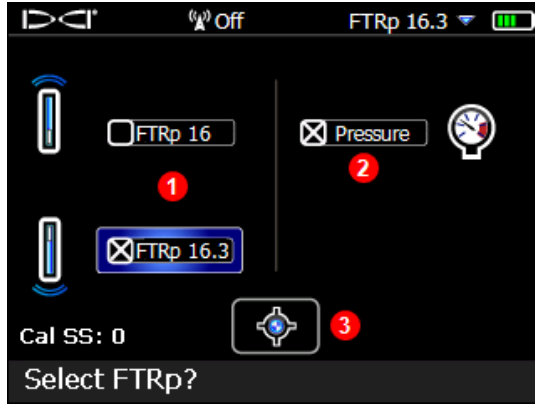 Off FTRp 16.3
FTRp 16
Pressure
1
2
FTRp 16.3
3
Cal SS: 0
Select FTRp?